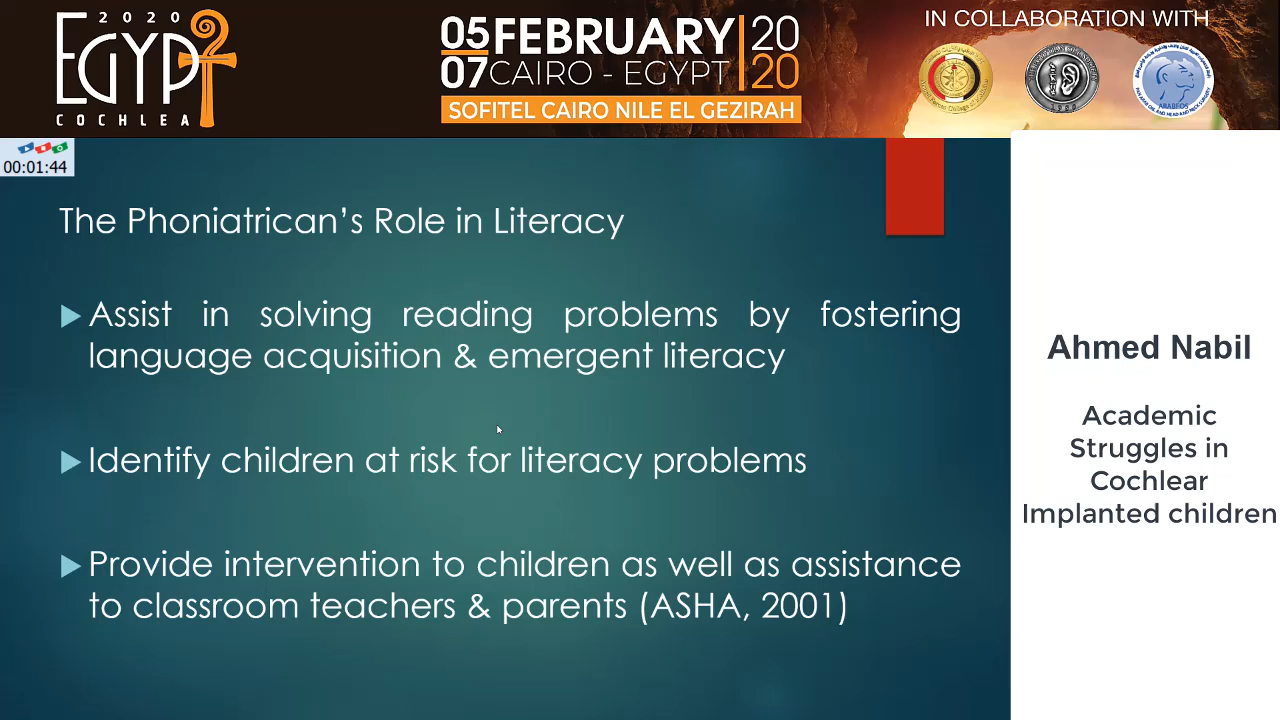 2020
EGYPT
COCHLEA
05 FEBRUARY 20
07 CAIRO - EGYPT 20
SOFITEL CAIRO NILE EL GEZIRAH
IN COLLABORATION WITH
ARABFOS
1996
00:01:44
The Phoniatrican’s Role in Literacy
Assist in solving reading problems by fostering
language acquisition & emergent literacy
Identify children at risk for literacy problems
Provide intervention to children as well as assistance
to classroom teachers & parents (ASHA, 2001)
Ahmed Nabil
Academic
Struggles in
Cochlear
Implanted children